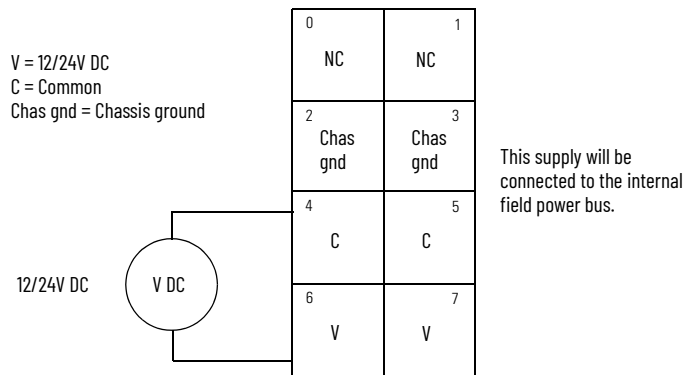 V = 12/24V DC
C = Common
Chas gnd = Chassis ground
0
1
NC
NC
2
3
Chas
gnd
Chas
gnd
This supply will be
connected to the internal
field power bus.
4
5
C
C
12/24V DC
V DC
6
7
V
V